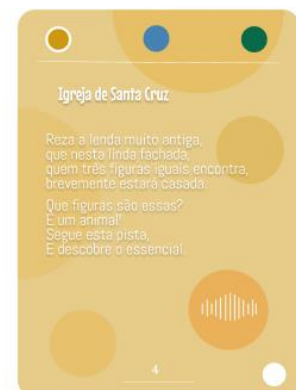 Igreja de Santa Cruz
Reza a lenda muito antiga,
que nesta linda fachada,
quem três figuras iguais encontra,
brevemente estará casada.
Que figuras são essas?
É um animal!
Segue esta pista,
E descobre o essencial.
4